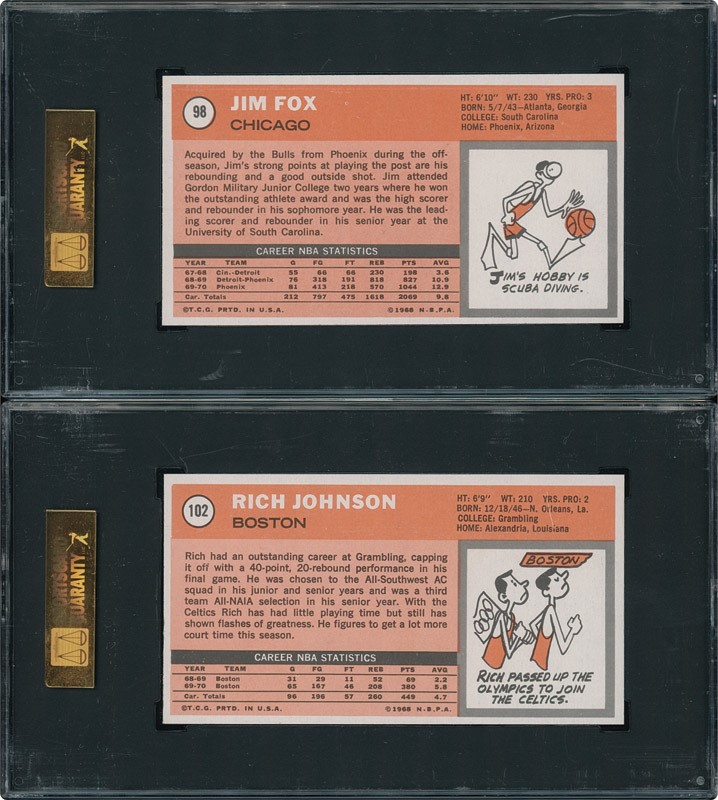 98
JIM FOX
CHICAGO
HT: 6'10" WT: 230 YRS. PRO: 3
BORN: 5/7/43—Atlanta, Georgia
COLLEGE: South Carolina
HOME: Phoenix, Arizona
Acquired by the Bulls from Phoenix during the off-
season, Jim's strong points at playing the post are his
rebounding and a good outside shot. Jim attended
Gordon Military Junior College two years where he won
the outstanding athlete award and was the high scorer
and rebounder in his sophomore year. He was the lead-
ing scorer and rebounder in his senior year at the
University of South Carolina.
JIM'S HOBBY IS
SCUBA DIVING.
CAREER NBA STATISTICS
YEAR TEAM G FG FT REB PTS AVG
67-68 Cin.-Detroit 55 66 66 230 198 3.6
68-69 Detroit-Phoenix 76 318 191 818 827 10.9
69-70 Phoenix 81 413 218 570 1044 12.9
Car. Totals 212 797 475 1618 2069 9.8
©T.C.G. PRTD. IN U.S.A. ©1968 N.B.P.A.
ARANTY
102
RICH JOHNSON
BOSTON
HT: 6'9" WT: 210 YRS. PRO: 2
BORN: 12/18/46—N. Orleans, La.
COLLEGE: Grambling
HOME: Alexandria, Louisiana
Rich had an outstanding career at Grambling, capping
it off with a 40-point, 20-rebound performance in his
final game. He was chosen to the All-Southwest AC
squad in his junior and senior years and was a third
team All-NAIA selection in his senior year. With the
Celtics Rich has had little playing time but still has
shown flashes of greatness. He figures to get a lot more
court time this season.
BOSTON
RICH PASSED UP THE
OLYMPICS TO JOIN
THE CELTICS.
CAREER NBA STATISTICS
YEAR TEAM G FG FT REB PTS AVG
68-69 Boston 31 29 11 52 69 2.2
69-70 Boston 65 167 46 208 380 5.8
Car. Totals 96 196 57 260 449 4.7
©T.C.G. PRTD. IN U.S.A. ©1968 N.B.P.A.
ARANTY